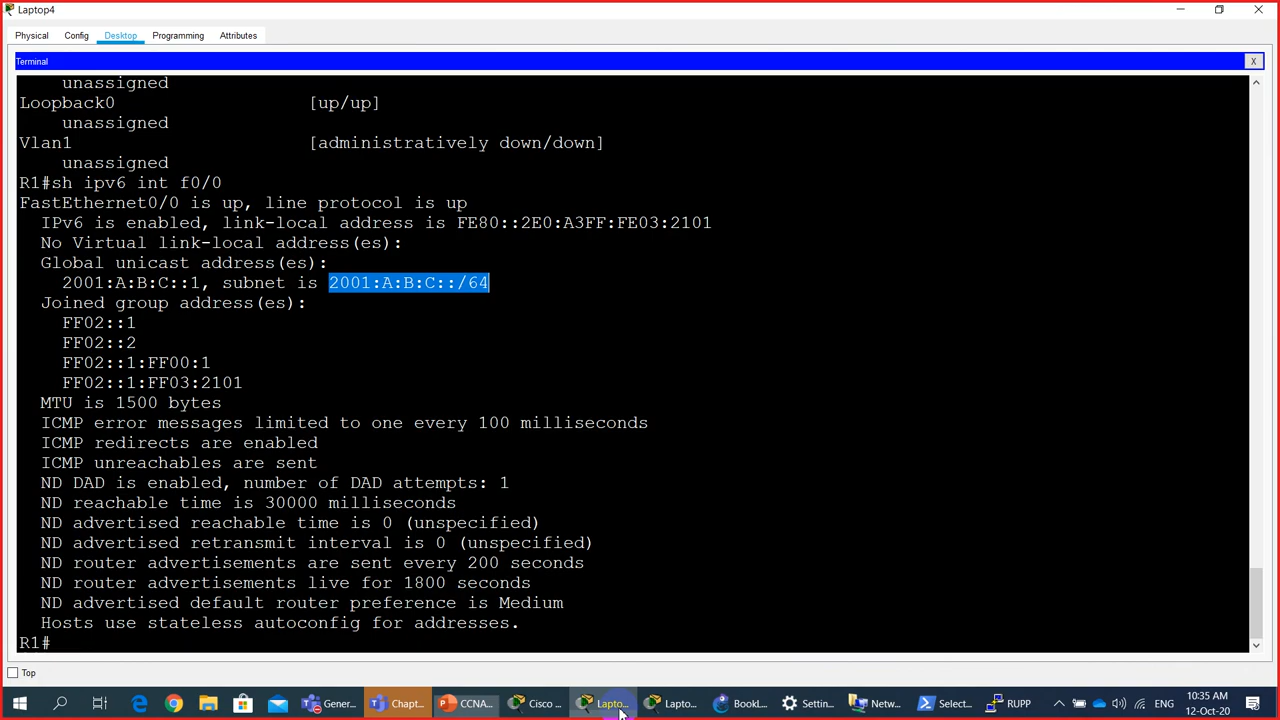 Laptop4
Physical Config Desktop Programming Attributes
Terminal X
unassigned
Loopback0 [up/up]
unassigned
Vlan1 [administratively down/down]
unassigned
R1#sh ipv6 int f0/0
FastEthernet0/0 is up, line protocol is up
IPv6 is enabled, link-local address is FE80::2E0:A3FF:FE03:2101
No Virtual link-local address(es):
Global unicast address(es):
2001:A:B:C::1, subnet is 2001:A:B:C::/64
Joined group address(es):
FF02::1
FF02::2
FF02::1:FF00:1
FF02::1:FF03:2101
MTU is 1500 bytes
ICMP error messages limited to one every 100 milliseconds
ICMP redirects are enabled
ICMP unreachables are sent
ND DAD is enabled, number of DAD attempts: 1
ND reachable time is 30000 milliseconds
ND advertised reachable time is 0 (unspecified)
ND advertised retransmit interval is 0 (unspecified)
ND router advertisements are sent every 200 seconds
ND router advertisements live for 1800 seconds
ND advertised default router preference is Medium
Hosts use stateless autoconfig for addresses.
R1#
Top
Gener... Chapt... CCNA... Cisco ... Lapto... Lapto... BookL... Settin... Netw... Select... RUPP ENG 10:35 AM
12-Oct-20